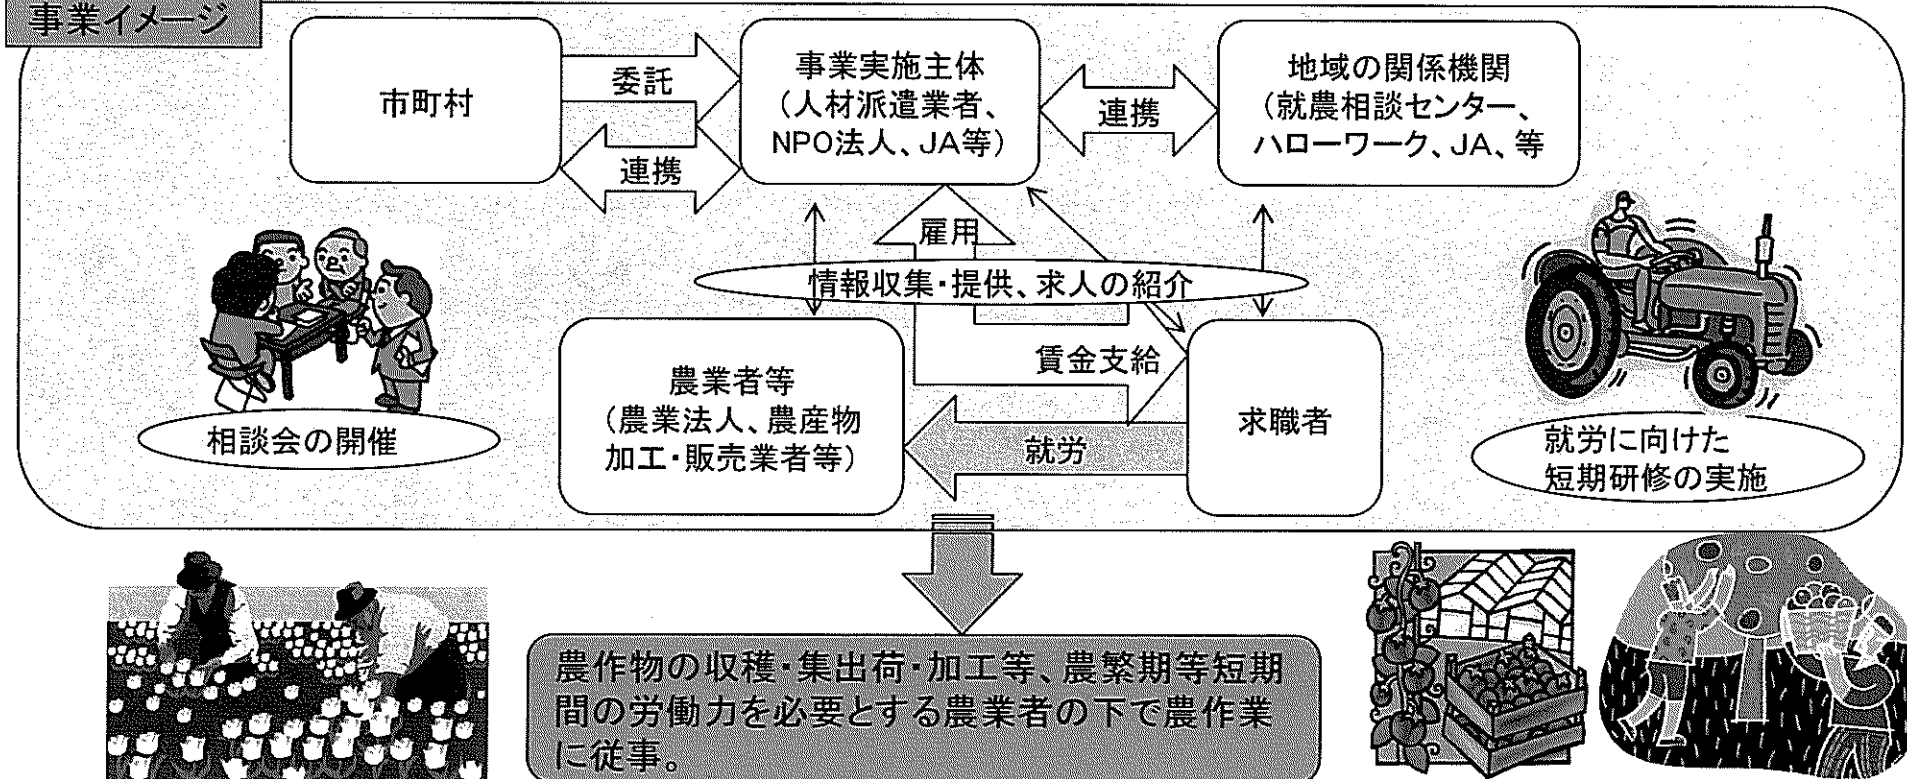 事業イメージ
市町村
委託
連携
事業実施主体
（人材派遣業者、
NPO法人、JA等）
連携
地域の関係機関
（就農相談センター、
ハローワーク、JA、等
雇用
情報収集・提供、求人の紹介
賃金支給
農業者等
（農業法人、農産物
加工・販売業者等）
就労
求職者
相談会の開催
就労に向けた
短期研修の実施
農作物の収穫・集出荷・加工等、農繁期等短期
間の労働力を必要とする農業者の下で農作業
に従事。